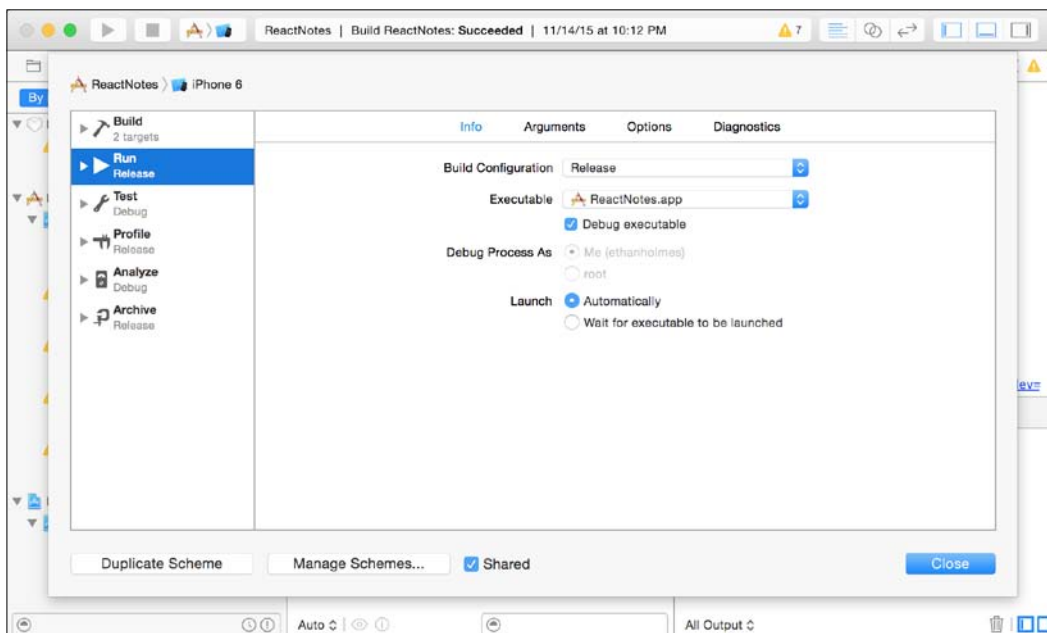 ReactNotes | Build ReactNotes: Succeeded | 11/14/15 at 10:12 PM 7
ReactNotes iPhone 6
By
Build
2 targets
Run
Release
Test
Debug
Profile
Release
Analyze
Debug
Archive
Release
Info Arguments Options Diagnostics
Build Configuration Release
Executable ReactNotes.app
Debug executable
Debug Process As Me (ethanholmes)
root
Launch Automatically
Wait for executable to be launched
lev=
Duplicate Scheme Manage Schemes... Shared Close
Auto All Output